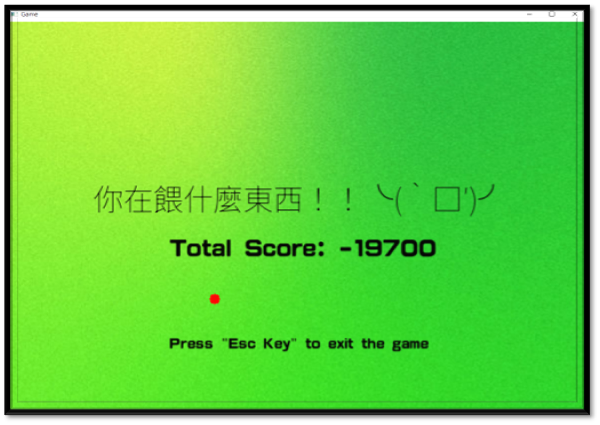 Game
你在餵什麼東西！！╰(‵□′)╯
Total Score: -19700
Press "Esc Key" to exit the game